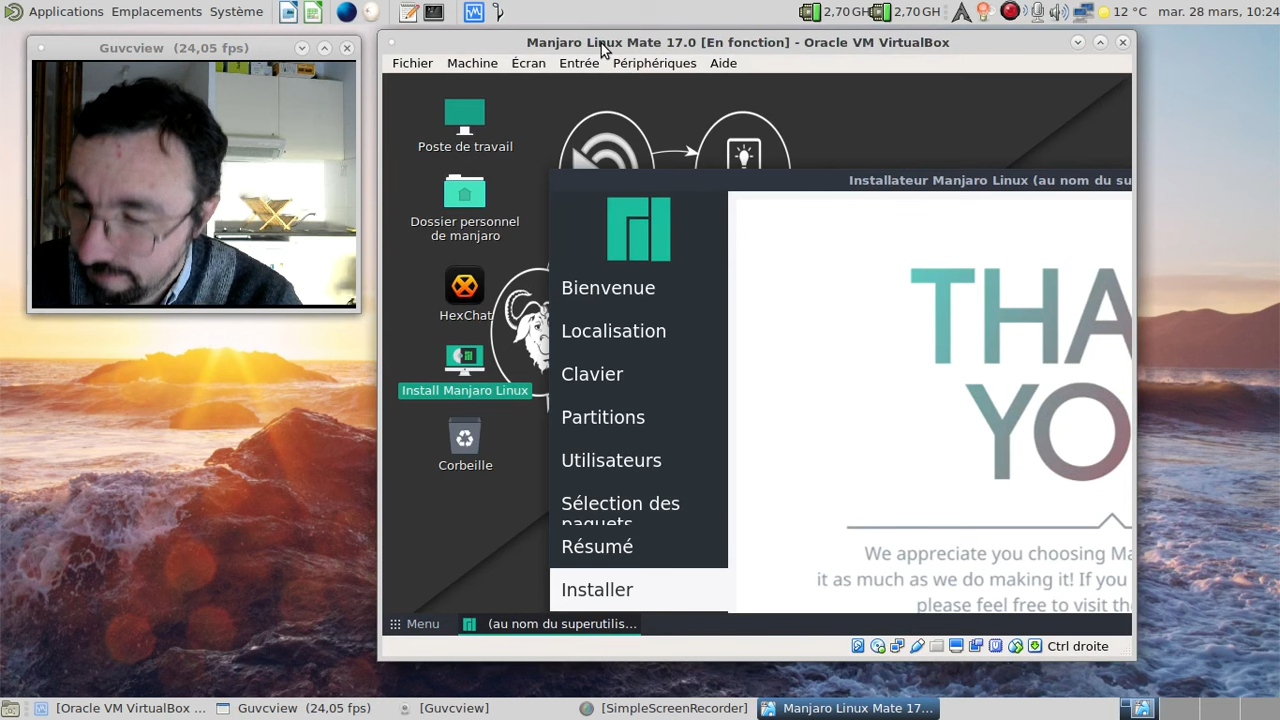 Applications Emplacements Système
2,70 GH 2,70 GH 12 °C mar. 28 mars, 10:24
Guvcview (24,05 fps)
Manjaro Linux Mate 17.0 [En fonction] - Oracle VM VirtualBox
Fichier Machine Écran Entrée Périphériques Aide
Poste de travail
Dossier personnel
de manjaro
HexChat
Install Manjaro Linux
Corbeille
Installateur Manjaro Linux (au nom du su
Bienvenue
Localisation
Clavier
Partitions
Utilisateurs
Sélection des
paquets
Résumé
Installer
THA
YO
We appreciate you choosing Ma
it as much as we do making it! If you
please feel free to visit the
Menu (au nom du superutilis...
Ctrl droite
[Oracle VM VirtualBox ... Guvcview (24,05 fps) [Guvcview] [SimpleScreenRecorder] Manjaro Linux Mate 17...